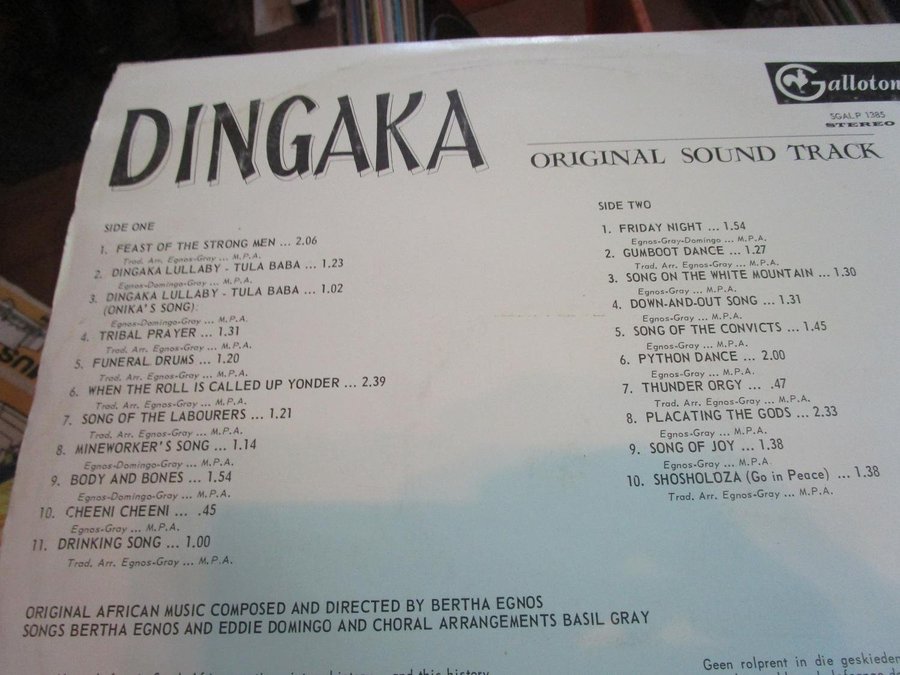 DINGAKA
Galloton
SGALP 1385
STEREO
ORIGINAL SOUND TRACK
SIDE ONE
1. FEAST OF THE STRONG MEN ... 2.06
Trad. Arr. Egnos-Gray ... M.P.A.
2. DINGAKA LULLABY - TULA BABA ... 1.23
Egnos-Domingo-Gray ... M.P.A.
3. DINGAKA LULLABY - TULA BABA ... 1.02
(ONIKA'S SONG):
Egnos-Domingo-Gray ... M.P.A.
4. TRIBAL PRAYER ... 1.31
Trad. Arr. Egnos-Gray ... M.P.A.
5. FUNERAL DRUMS ... 1.20
Trad. Arr. Egnos-Gray ... M.P.A.
6. WHEN THE ROLL IS CALLED UP YONDER ... 2.39
Trad. Arr. Egnos-Gray ... M.P.A.
7. SONG OF THE LABOURERS ... 1.21
Trad. Arr. Egnos-Gray ... M.P.A.
8. MINEWORKER'S SONG ... 1.14
Egnos-Domingo-Gray ... M.P.A.
9. BODY AND BONES ... 1.54
Egnos-Domingo-Gray ... M.P.A.
10. CHEENI CHEENI ... .45
Egnos-Gray ... M.P.A.
11. DRINKING SONG ... 1.00
Trad. Arr. Egnos-Gray ... M.P.A.
SIDE TWO
1. FRIDAY NIGHT ... 1.54
Egnos-Gray-Domingo ... M.P.A.
2. GUMBOOT DANCE ... 1.27
Trad. Arr. Egnos-Gray ... M.P.A.
3. SONG ON THE WHITE MOUNTAIN ... 1.30
Egnos-Gray ... M.P.A.
4. DOWN-AND-OUT SONG ... 1.31
Egnos-Gray ... M.P.A.
5. SONG OF THE CONVICTS ... 1.45
Egnos-Gray ... M.P.A.
6. PYTHON DANCE ... 2.00
Egnos-Gray ... M.P.A.
7. THUNDER ORGY ... .47
Trad. Arr. Egnos-Gray ... M.P.A.
8. PLACATING THE GODS ... 2.33
Egnos-Gray ... M.P.A.
9. SONG OF JOY ... 1.38
Egnos-Gray ... M.P.A.
10. SHOSHOLOZA (Go in Peace) ... 1.38
Trad. Arr. Egnos-Gray ... M.P.A.
ORIGINAL AFRICAN MUSIC COMPOSED AND DIRECTED BY BERTHA EGNOS
SONGS BERTHA EGNOS AND EDDIE DOMINGO AND CHORAL ARRANGEMENTS BASIL GRAY
and this history
Geen rolprent in die geskieden